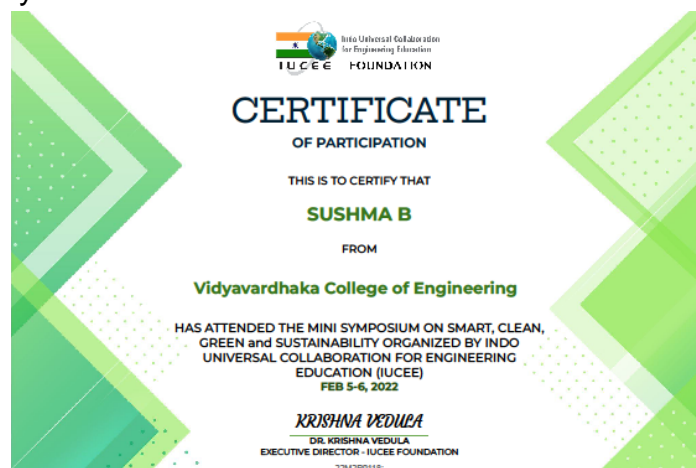 Indo Universal Collaboration
for Engineering Education
IUCEE FOUNDATION
CERTIFICATE
OF PARTICIPATION
THIS IS TO CERTIFY THAT
SUSHMA B
FROM
Vidyavardhaka College of Engineering
HAS ATTENDED THE MINI SYMPOSIUM ON SMART, CLEAN,
GREEN and SUSTAINABILITY ORGANIZED BY INDO
UNIVERSAL COLLABORATION FOR ENGINEERING
EDUCATION (IUCEE)
FEB 5-6, 2022
KRISHNA VEDULA
DR. KRISHNA VEDULA
EXECUTIVE DIRECTOR - IUCEE FOUNDATION